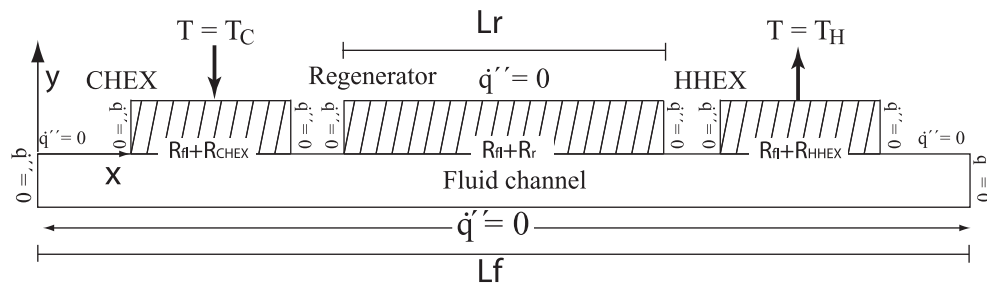 Lr
T = T_C
T = T_H
y
CHEX
Regenerator
q̇´´= 0
HHEX
q̇´´= 0
q̇´´= 0
q̇´´= 0
q̇´´= 0
q̇´´= 0
q̇´´= 0
q̇´´= 0
q̇´´= 0
R_fl+R_CHEX
R_fl+R_r
R_fl+R_HHEX
x
q̇´´= 0
Fluid channel
q̇´´= 0
q̇´´= 0
Lf